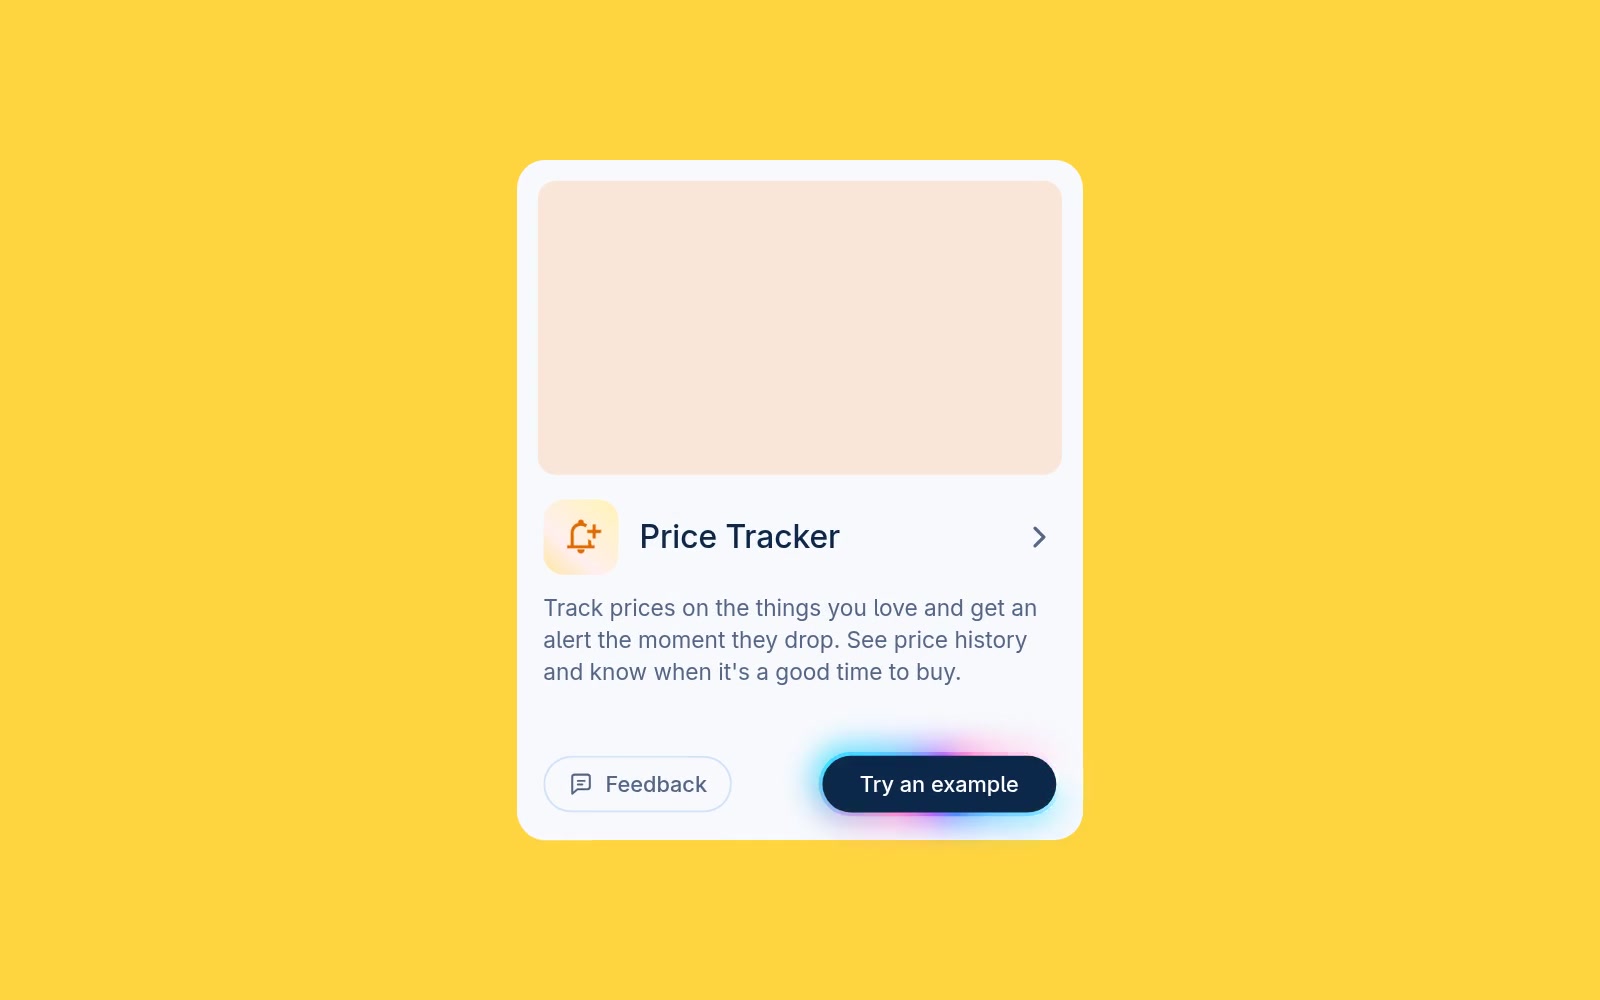 Price Tracker
Track prices on the things you love and get an
alert the moment they drop. See price history
and know when it's a good time to buy.
Feedback
Try an example